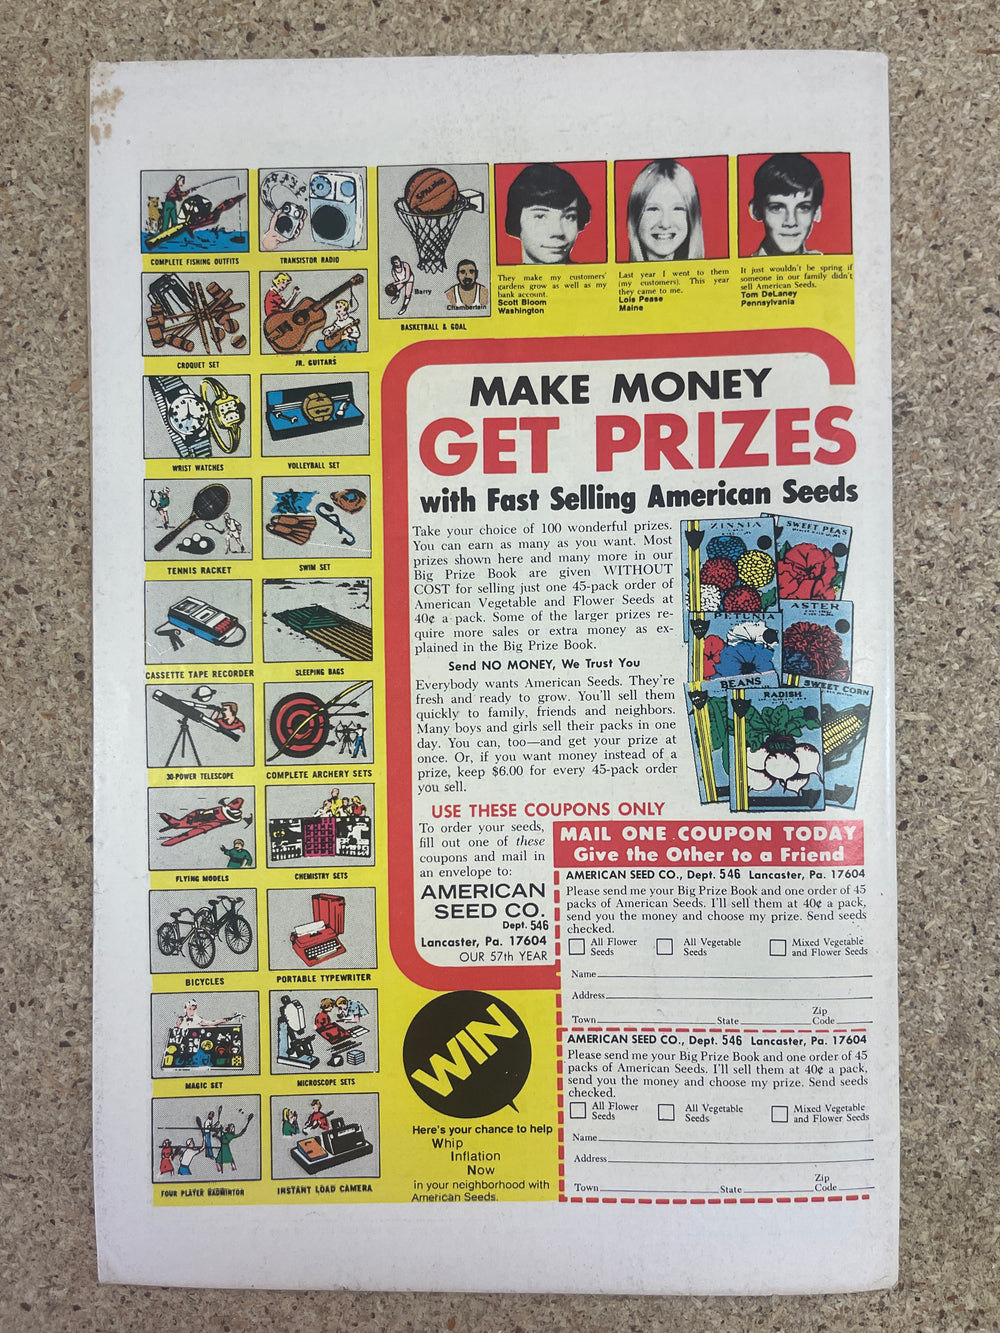 COMPLETE FISHING OUTFITS
TRANSISTOR RADIO
CROQUET SET
JR. GUITARS
WRIST WATCHES
VOLLEYBALL SET
TENNIS RACKET
SWIM SET
CASSETTE TAPE RECORDER
SLEEPING BAGS
30-POWER TELESCOPE
COMPLETE ARCHERY SETS
FLYING MODELS
CHEMISTRY SETS
BICYCLES
PORTABLE TYPEWRITER
MAGIC SET
MICROSCOPE SETS
FOUR PLAYER BADMINTON
INSTANT LOAD CAMERA
SPALDING
Barry
Chamberlain
BASKETBALL & GOAL
They make my customers'
gardens grow as well as my
bank account.
Scott Bloom
Washington
Last year I went to them
(my customers). This year
they came to me.
Lois Pease
Maine
It just wouldn't be spring if
someone in our family didn't
sell American Seeds.
Tom DeLaney
Pennsylvania
MAKE MONEY
GET PRIZES
with Fast Selling American Seeds
Take your choice of 100 wonderful prizes.
You can earn as many as you want. Most
prizes shown here and many more in our
Big Prize Book are given WITHOUT
COST for selling just one 45-pack order of
American Vegetable and Flower Seeds at
40¢ a pack. Some of the larger prizes re-
quire more sales or extra money as ex-
plained in the Big Prize Book.
Send NO MONEY, We Trust You
Everybody wants American Seeds. They're
fresh and ready to grow. You'll sell them
quickly to family, friends and neighbors.
Many boys and girls sell their packs in one
day. You can, too—and get your prize at
once. Or, if you want money instead of a
prize, keep $6.00 for every 45-pack order
you sell.
ZINNIA
SWEET PEAS
PETUNIA
ASTER
BEANS
RADISH
SWEET CORN
USE THESE COUPONS ONLY
To order your seeds,
fill out one of these
coupons and mail in
an envelope to:
AMERICAN
SEED CO.
Dept. 546
Lancaster, Pa. 17604
OUR 57th YEAR
MAIL ONE COUPON TODAY
Give the Other to a Friend
AMERICAN SEED CO., Dept. 546 Lancaster, Pa. 17604
Please send me your Big Prize Book and one order of 45
packs of American Seeds. I'll sell them at 40¢ a pack,
send you the money and choose my prize. Send seeds
checked.
All Flower Seeds
All Vegetable Seeds
Mixed Vegetable and Flower Seeds
Name
Address
Town State Zip Code
AMERICAN SEED CO., Dept. 546 Lancaster, Pa. 17604
Please send me your Big Prize Book and one order of 45
packs of American Seeds. I'll sell them at 40¢ a pack,
send you the money and choose my prize. Send seeds
checked.
All Flower Seeds
All Vegetable Seeds
Mixed Vegetable and Flower Seeds
Name
Address
Town State Zip Code
WIN
Here's your chance to help
Whip
Inflation
Now
in your neighborhood with
American Seeds.